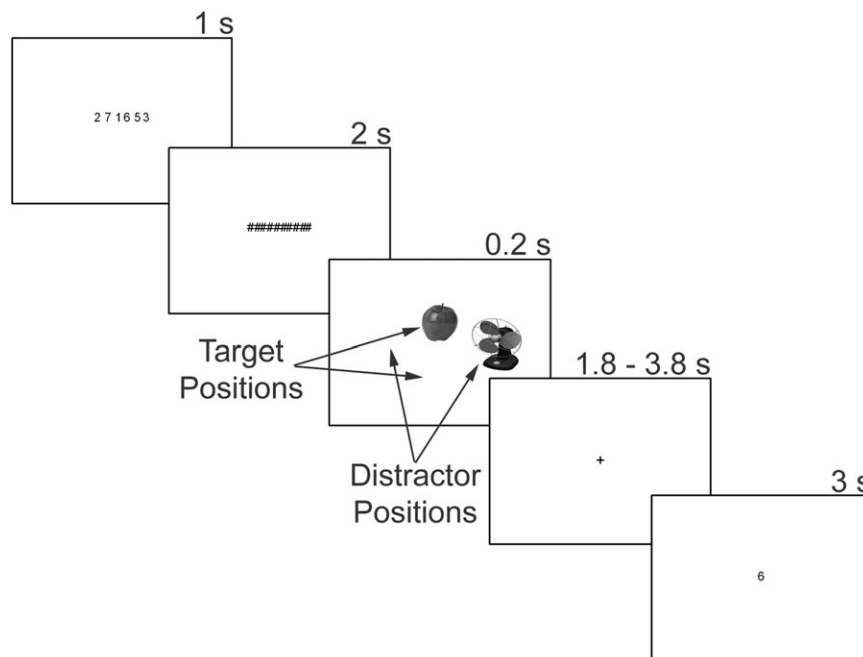 1 s
2 7 1 6 5 3
2 s
##########
0.2 s
Target
Positions
1.8 - 3.8 s
+
Distractor
Positions
3 s
6